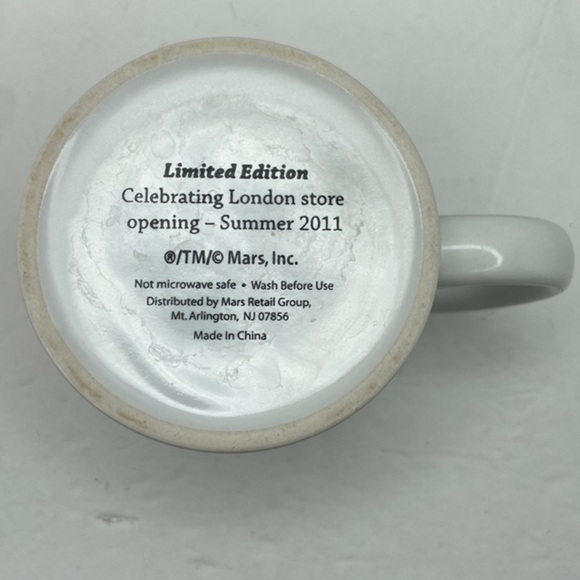 Limited Edition
Celebrating London store
opening – Summer 2011
®/TM/© Mars, Inc.
Not microwave safe • Wash Before Use
Distributed by Mars Retail Group,
Mt. Arlington, NJ 07856
Made In China